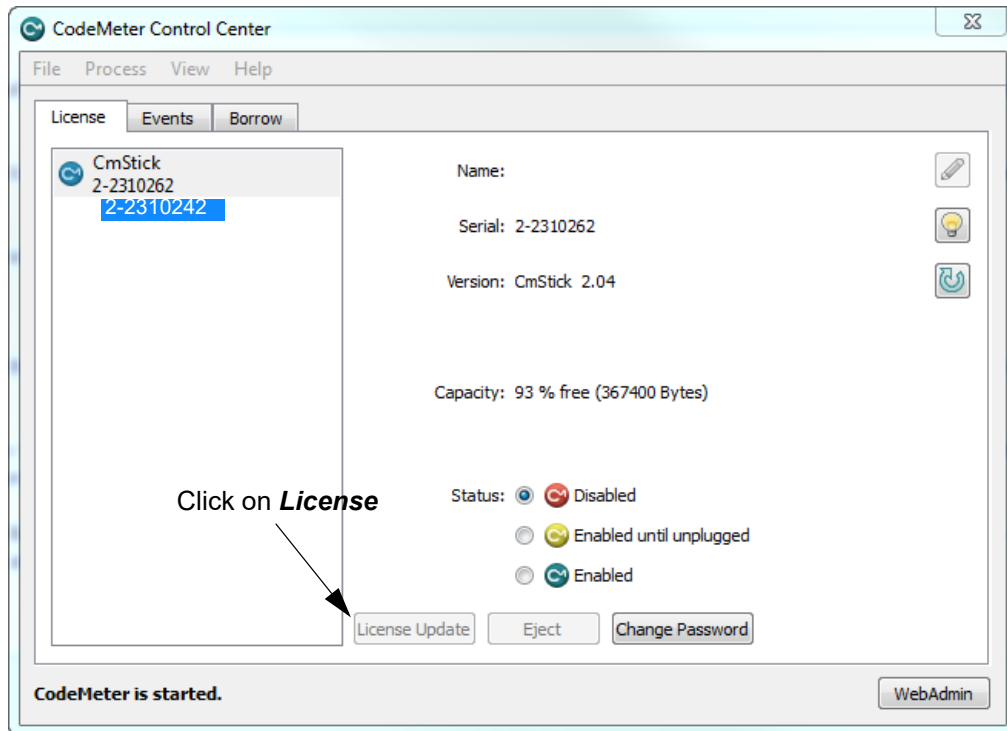 CodeMeter Control Center
File Process View Help
License Events Borrow
CmStick
2-2310262
2-2310242
Name:
Serial: 2-2310262
Version: CmStick 2.04
Capacity: 93 % free (367400 Bytes)
Click on License
Status: Disabled
Enabled until unplugged
Enabled
License Update Eject Change Password
CodeMeter is started.
WebAdmin